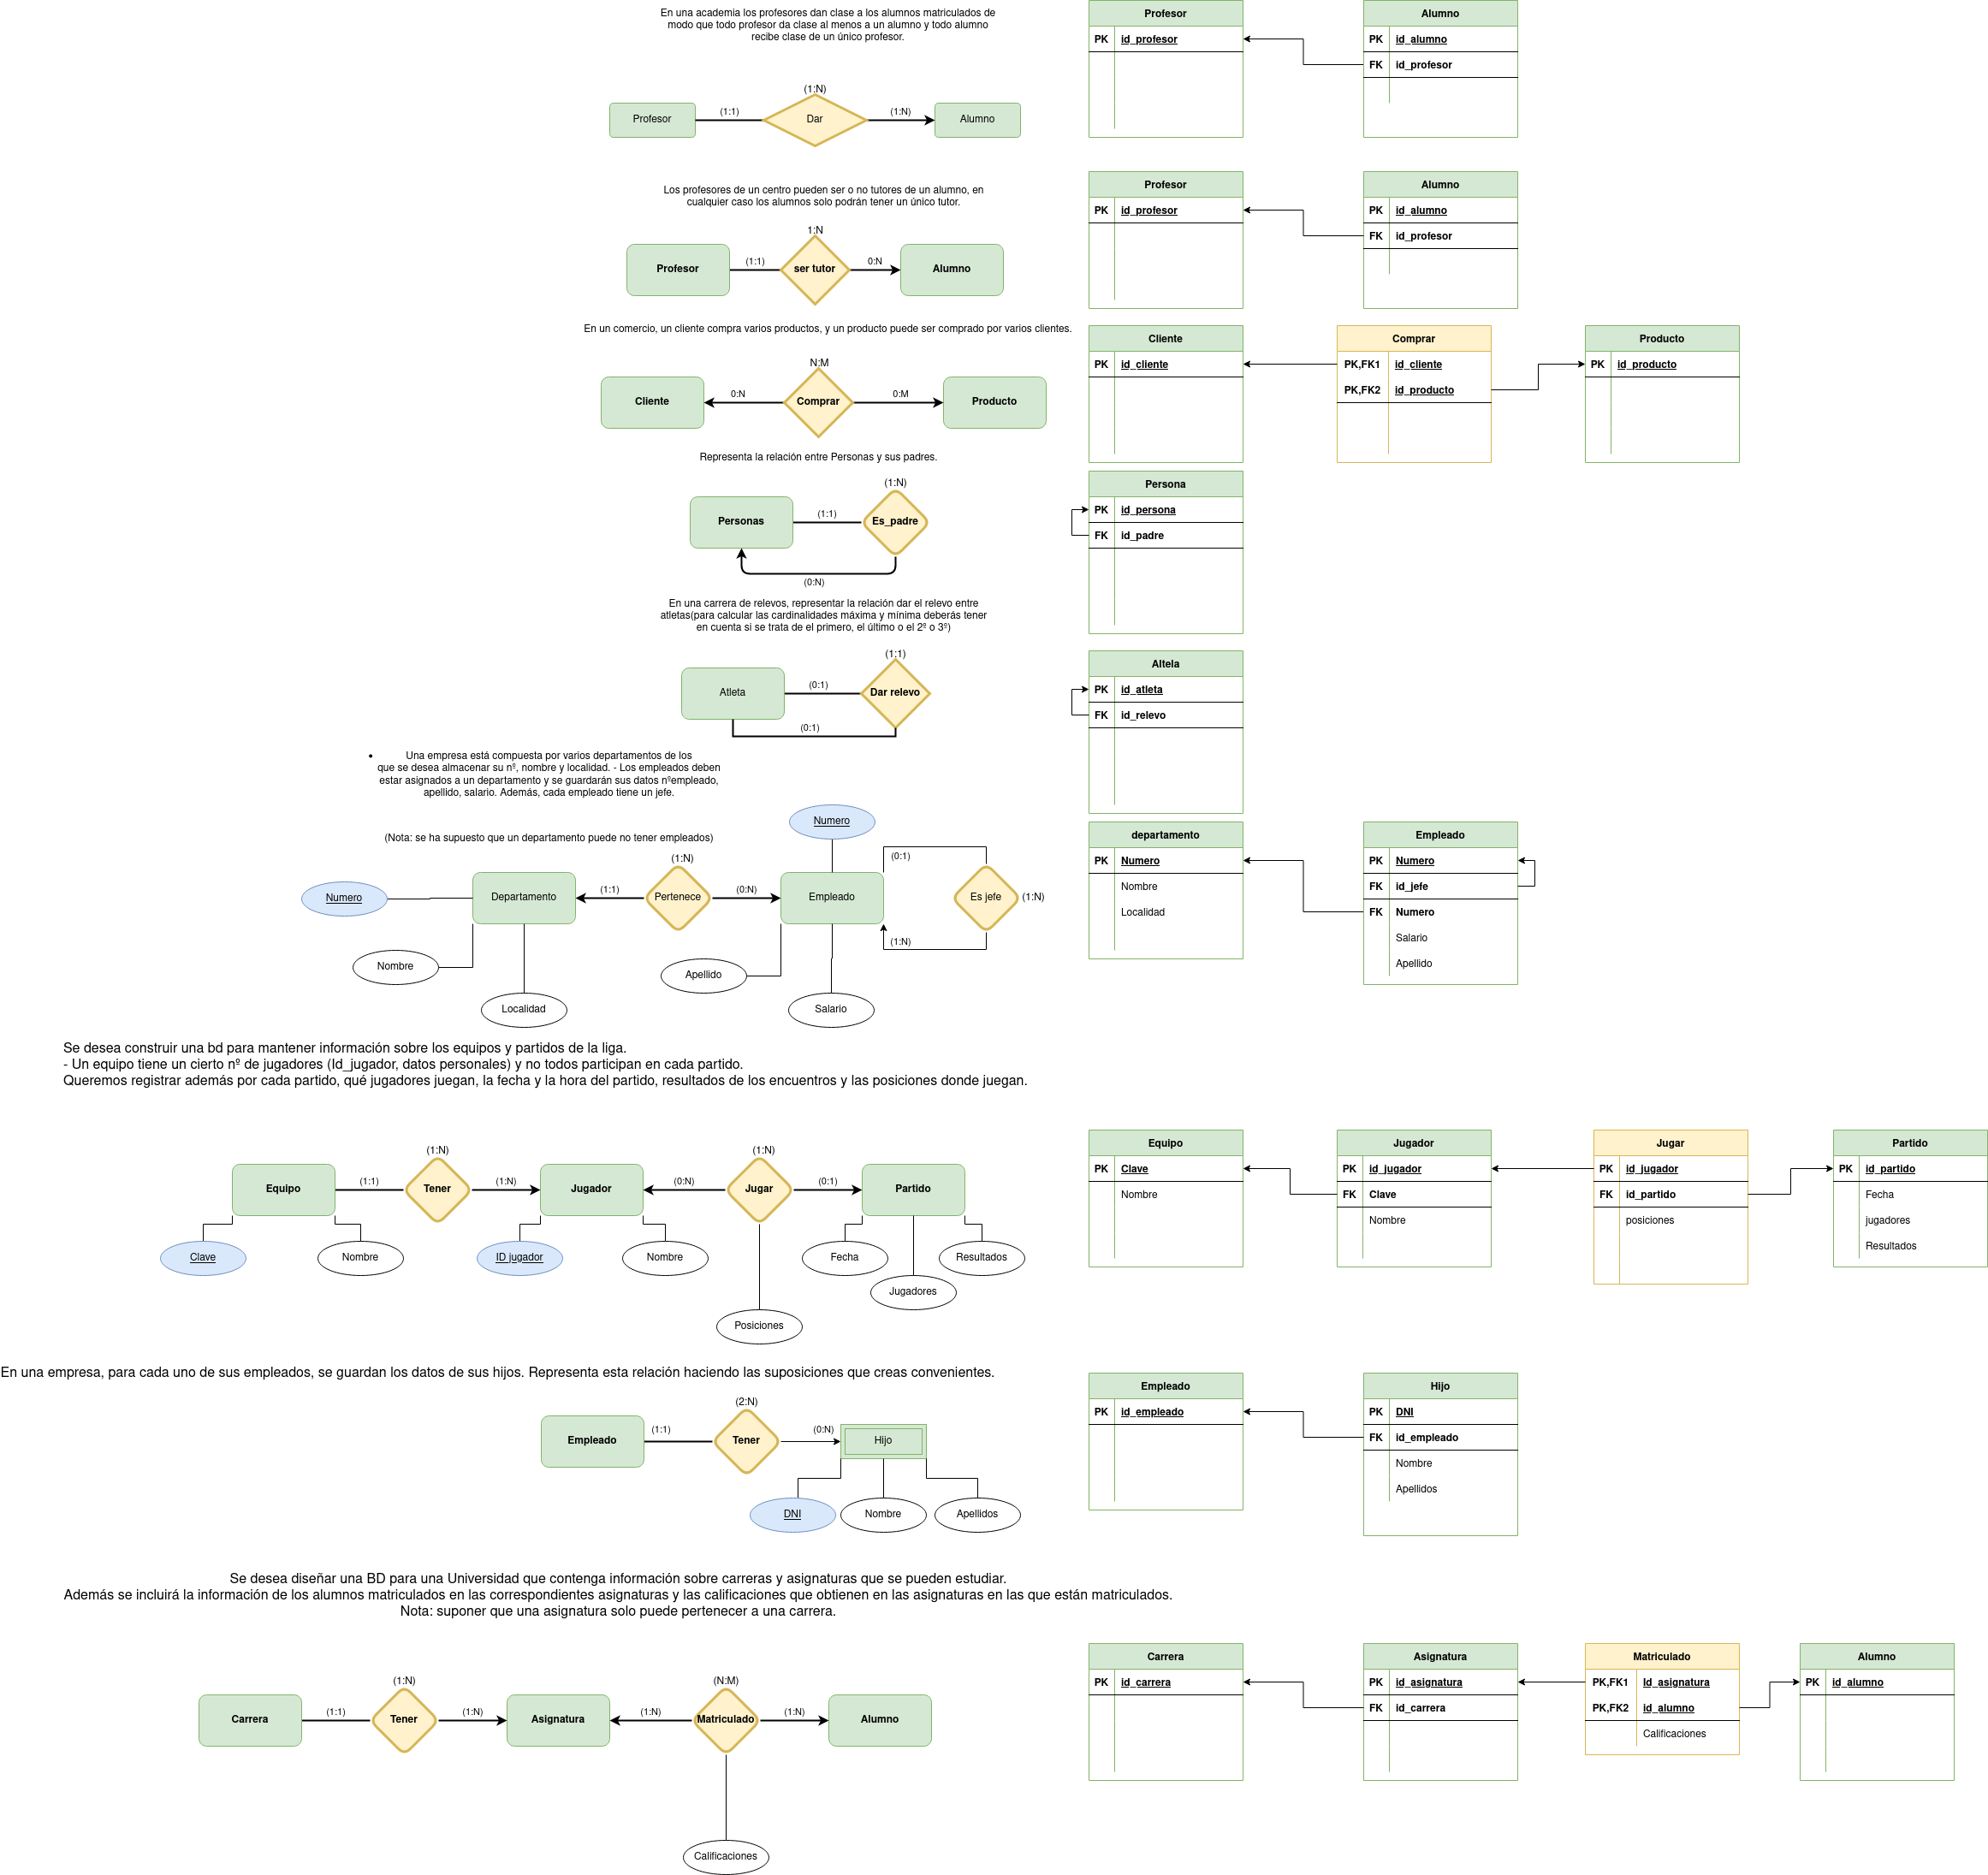 En una academia los profesores dan clase a los alumnos matriculados de
modo que todo profesor da clase al menos a un alumno y todo alumno
recibe clase de un único profesor.
(1:N)
Profesor
(1:1)
Dar
(1:N)
Alumno
Profesor
PK
id_profesor
Alumno
PK
id_alumno
FK
id_profesor
Los profesores de un centro pueden ser o no tutores de un alumno, en
cualquier caso los alumnos solo podrán tener un único tutor.
1:N
Profesor
(1:1)
ser tutor
0:N
Alumno
Profesor
PK
id_profesor
Alumno
PK
id_alumno
FK
id_profesor
En un comercio, un cliente compra varios productos, y un producto puede ser comprado por varios clientes.
N:M
Cliente
0:N
Comprar
0:M
Producto
Cliente
PK
id_cliente
Comprar
PK,FK1
id_cliente
PK,FK2
id_producto
Producto
PK
id_producto
Representa la relación entre Personas y sus padres.
(1:N)
Personas
(1:1)
Es_padre
(0:N)
Persona
PK
id_persona
FK
id_padre
En una carrera de relevos, representar la relación dar el relevo entre
atletas(para calcular las cardinalidades máxima y mínima deberás tener
en cuenta si se trata de el primero, el último o el 2º o 3º)
(1:1)
Atleta
(0:1)
Dar relevo
(0:1)
Altela
PK
id_atleta
FK
id_relevo
• Una empresa está compuesta por varios departamentos de los
que se desea almacenar su nº, nombre y localidad. - Los empleados deben
estar asignados a un departamento y se guardarán sus datos nºempleado,
apellido, salario. Además, cada empleado tiene un jefe.
(Nota: se ha supuesto que un departamento puede no tener empleados)
Numero
(1:N)
(0:1)
Numero
Departamento
(1:1)
Pertenece
(0:N)
Empleado
Es jefe
(1:N)
(1:N)
Nombre
Apellido
Localidad
Salario
departamento
PK
Numero
Nombre
Localidad
Empleado
PK
Numero
FK
id_jefe
FK
Numero
Salario
Apellido
Se desea construir una bd para mantener información sobre los equipos y partidos de la liga.
- Un equipo tiene un cierto nº de jugadores (Id_jugador, datos personales) y no todos participan en cada partido.
Queremos registrar además por cada partido, qué jugadores juegan, la fecha y la hora del partido, resultados de los encuentros y las posiciones donde juegan.
(1:N)
(1:N)
Equipo
(1:1)
Tener
(1:N)
Jugador
(0:N)
Jugar
(0:1)
Partido
Clave
Nombre
ID jugador
Nombre
Fecha
Resultados
Jugadores
Posiciones
Equipo
PK
Clave
Nombre
Jugador
PK
id_jugador
FK
Clave
Nombre
Jugar
PK
id_jugador
FK
id_partido
posiciones
Partido
PK
id_partido
Fecha
jugadores
Resultados
En una empresa, para cada uno de sus empleados, se guardan los datos de sus hijos. Representa esta relación haciendo las suposiciones que creas convenientes.
(2:N)
Empleado
(1:1)
Tener
(0:N)
Hijo
DNI
Nombre
Apellidos
Empleado
PK
id_empleado
Hijo
PK
DNI
FK
id_empleado
Nombre
Apellidos
Se desea diseñar una BD para una Universidad que contenga información sobre carreras y asignaturas que se pueden estudiar.
Además se incluirá la información de los alumnos matriculados en las correspondientes asignaturas y las calificaciones que obtienen en las asignaturas en las que están matriculados.
Nota: suponer que una asignatura solo puede pertenecer a una carrera.
(1:N)
(N:M)
Carrera
(1:1)
Tener
(1:N)
Asignatura
(1:N)
Matriculado
(1:N)
Alumno
Calificaciones
Carrera
PK
id_carrera
Asignatura
PK
id_asignatura
FK
id_carrera
Matriculado
PK,FK1
Id_asignatura
PK,FK2
id_alumno
Calificaciones
Alumno
PK
id_alumno